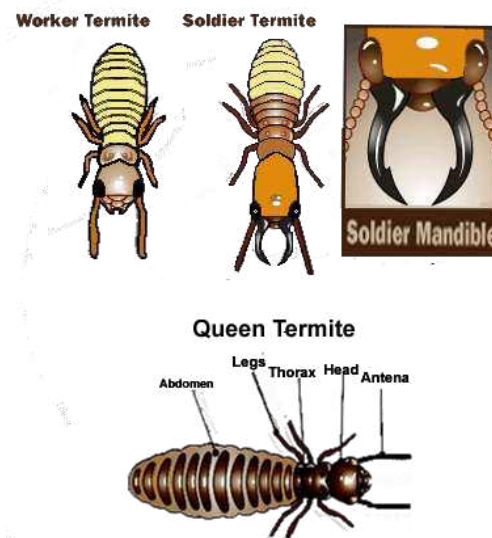 Worker Termite
Soldier Termite
Soldier Mandible
Queen Termite
Legs
Thorax
Head
Antena
Abdomen